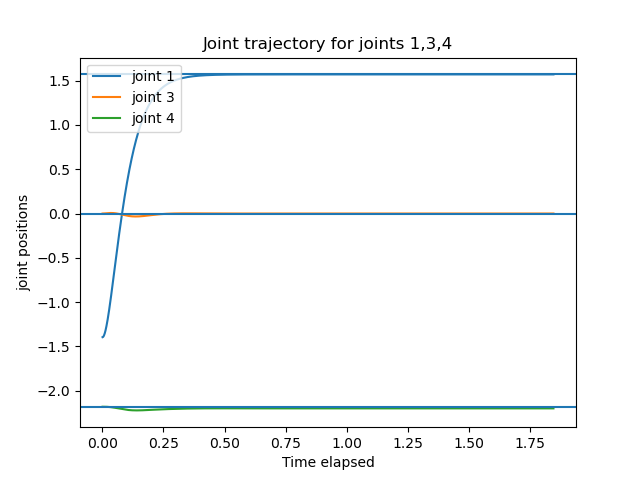 Joint trajectory for joints 1,3,4
joint 1
joint 3
joint 4
joint positions
1.5
1.0
0.5
0.0
−0.5
−1.0
−1.5
−2.0
0.00 0.25 0.50 0.75 1.00 1.25 1.50 1.75
Time elapsed